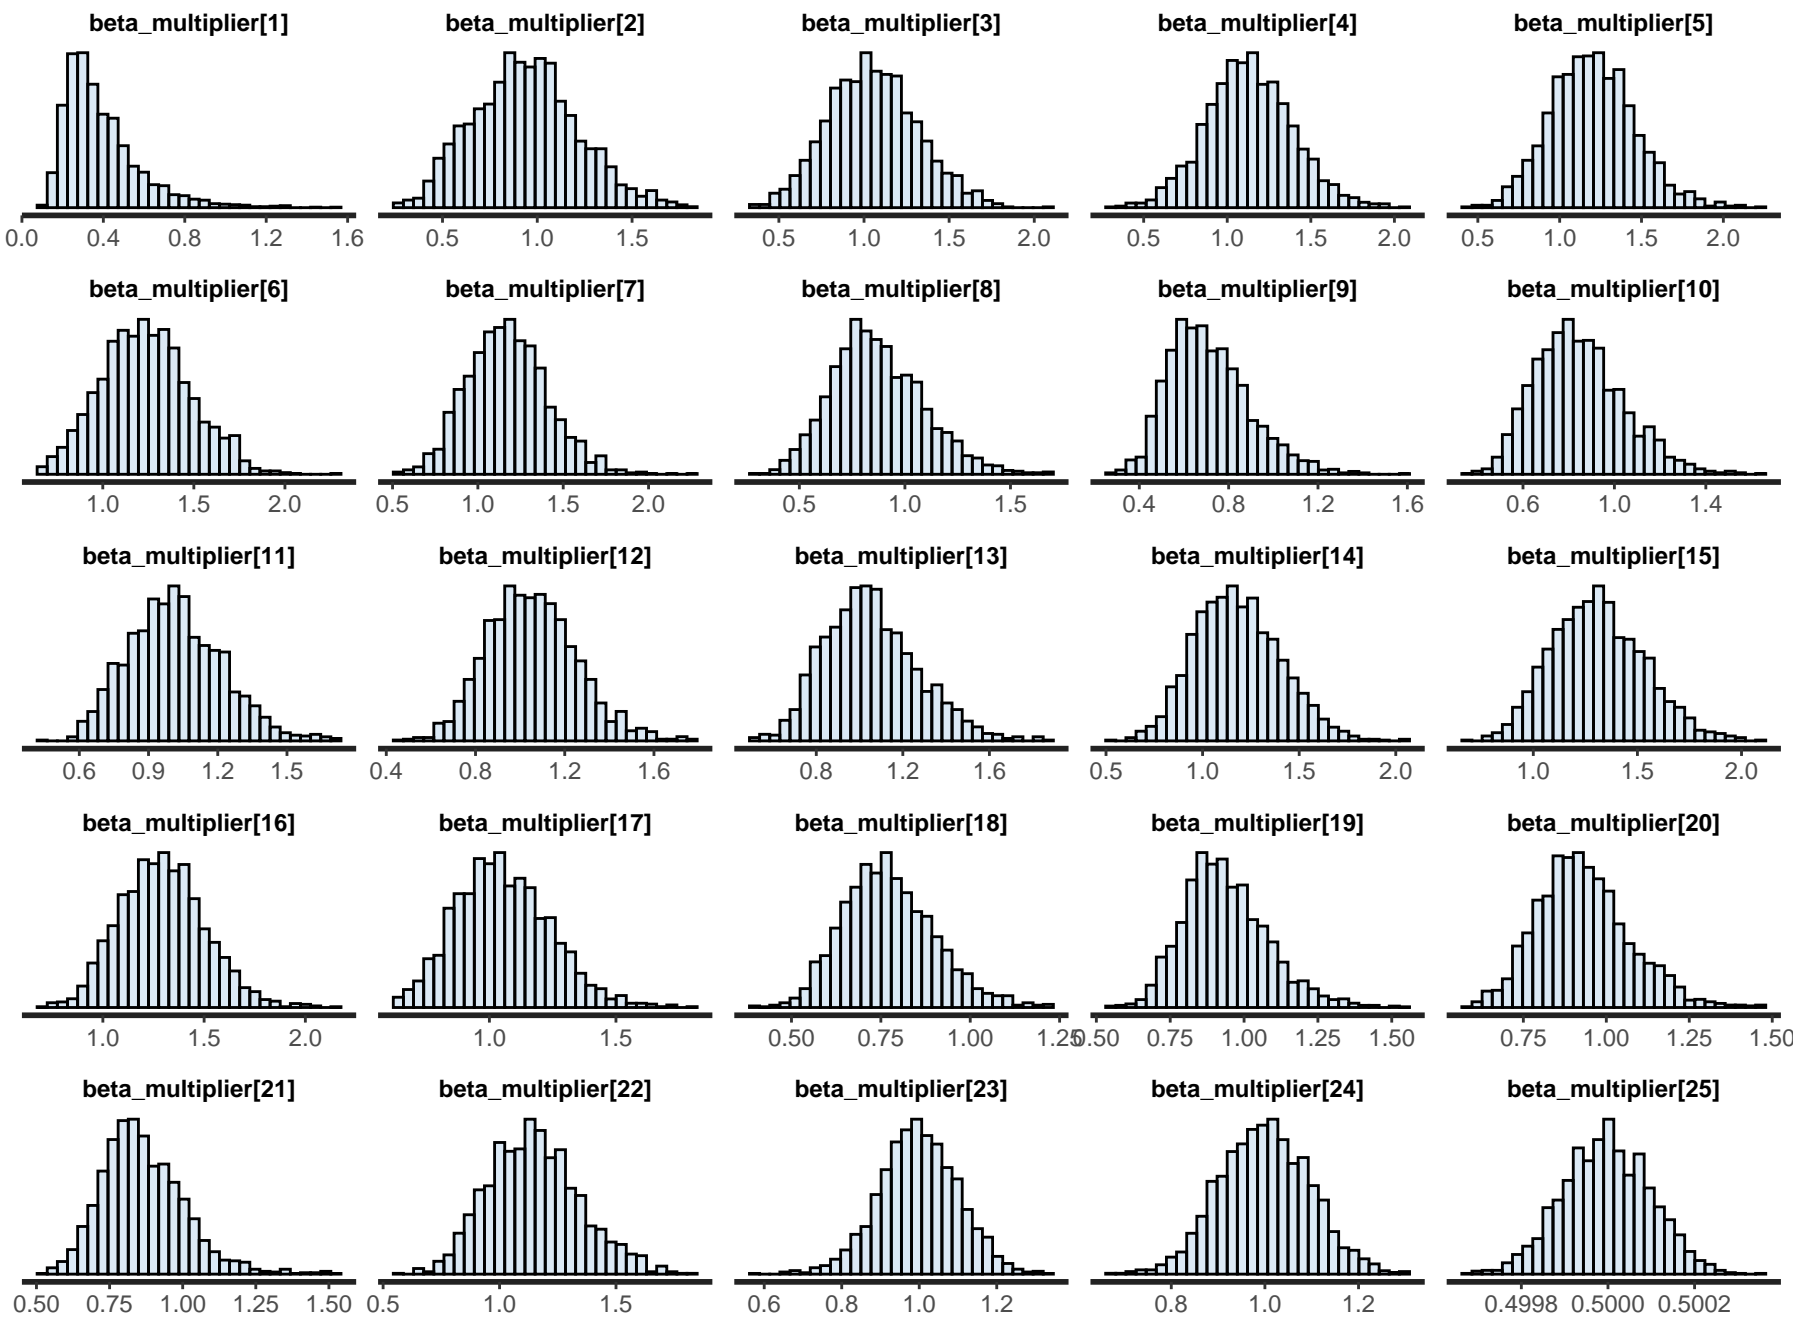 beta_multiplier[1] beta_multiplier[2] beta_multiplier[3] beta_multiplier[4] beta_multiplier[5]
0.0 0.4 0.8 1.2 1.6 0.5 1.0 1.5 0.5 1.0 1.5 2.0 0.5 1.0 1.5 2.0 0.5 1.0 1.5 2.0
beta_multiplier[6] beta_multiplier[7] beta_multiplier[8] beta_multiplier[9] beta_multiplier[10]
1.0 1.5 2.0 0.5 1.0 1.5 2.0 0.5 1.0 1.5 0.4 0.8 1.2 1.6 0.6 1.0 1.4
beta_multiplier[11] beta_multiplier[12] beta_multiplier[13] beta_multiplier[14] beta_multiplier[15]
0.6 0.9 1.2 1.5 0.4 0.8 1.2 1.6 0.8 1.2 1.6 0.5 1.0 1.5 2.0 1.0 1.5 2.0
beta_multiplier[16] beta_multiplier[17] beta_multiplier[18] beta_multiplier[19] beta_multiplier[20]
1.0 1.5 2.0 1.0 1.5 0.50 0.75 1.00 1.25 0.50 0.75 1.00 1.25 1.50 0.75 1.00 1.25 1.50
beta_multiplier[21] beta_multiplier[22] beta_multiplier[23] beta_multiplier[24] beta_multiplier[25]
0.50 0.75 1.00 1.25 1.50 0.5 1.0 1.5 0.6 0.8 1.0 1.2 0.8 1.0 1.2 0.4998 0.5000 0.5002